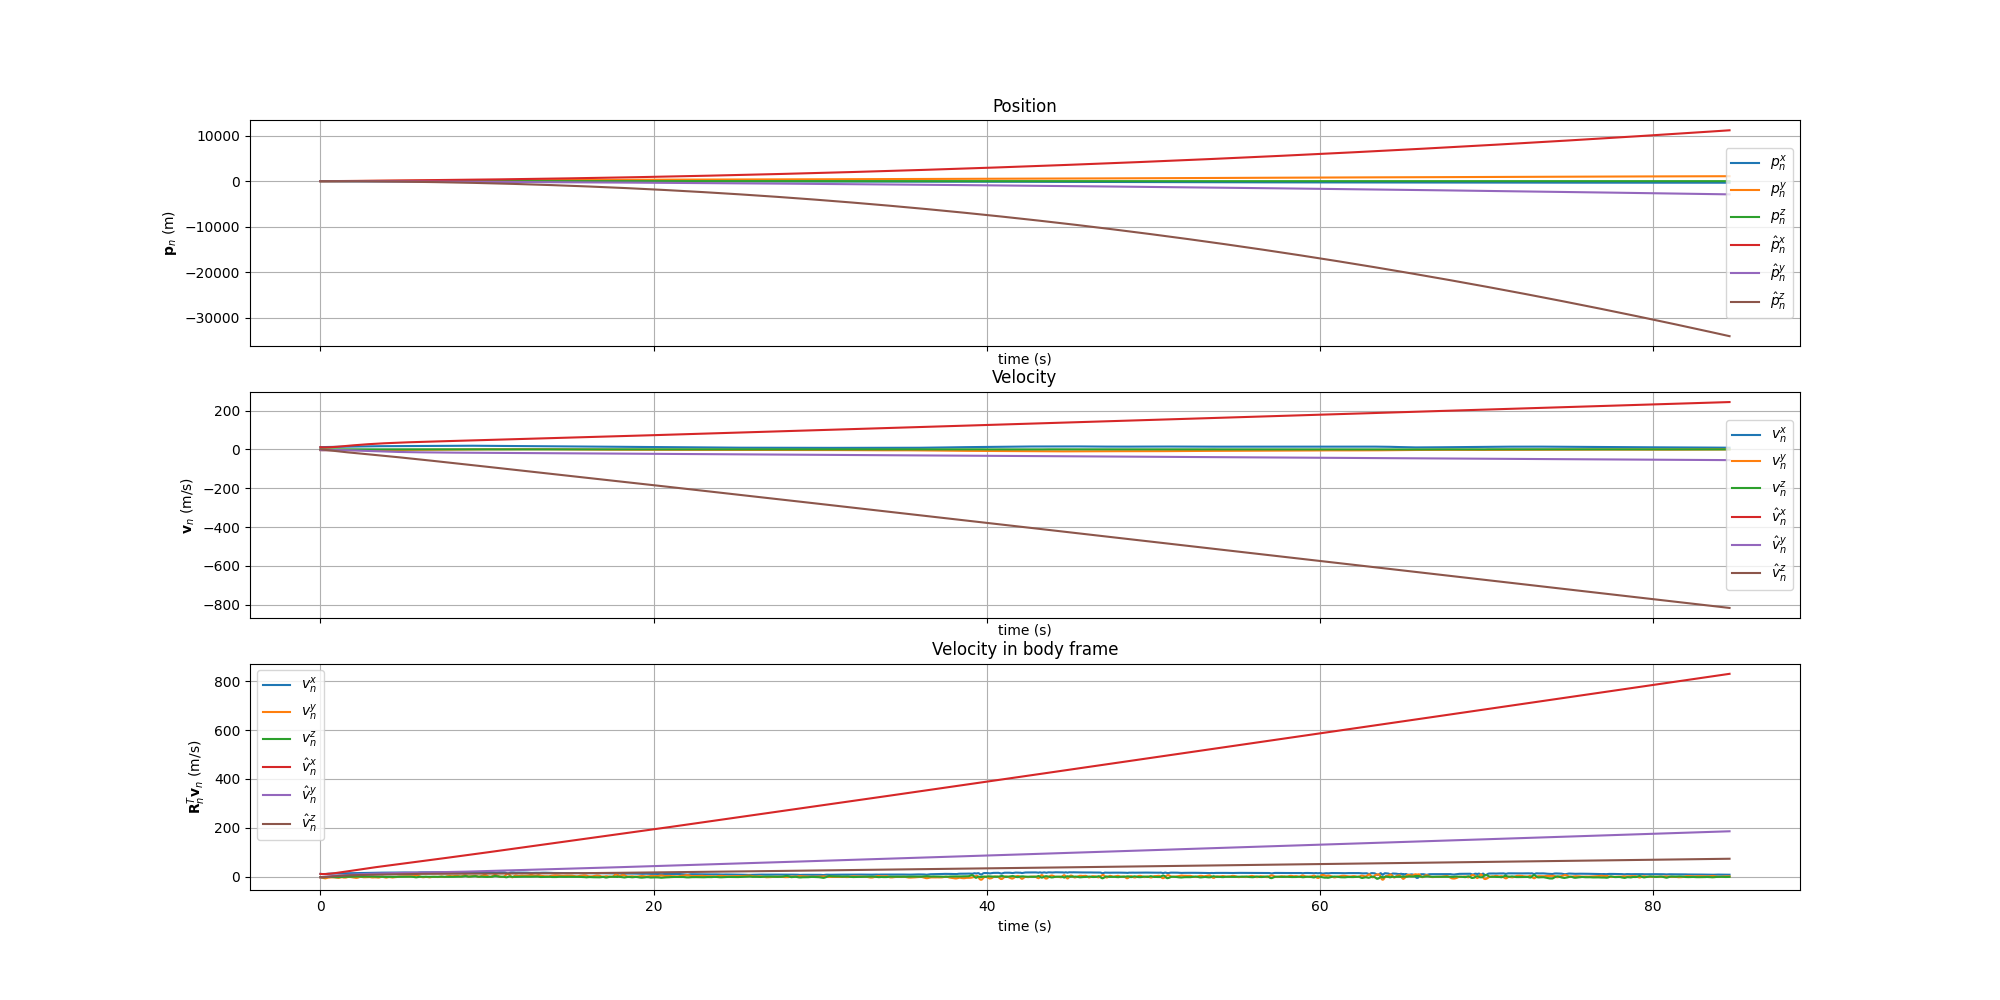 Position
10000
0
−10000
−20000
−30000
p_n (m)
p_n^x
p_n^y
p_n^z
p̂_n^x
p̂_n^y
p̂_n^z
time (s)
Velocity
200
0
−200
−400
−600
−800
v_n (m/s)
v_n^x
v_n^y
v_n^z
v̂_n^x
v̂_n^y
v̂_n^z
time (s)
Velocity in body frame
800
600
400
200
0
R_n^T v_n (m/s)
v_n^x
v_n^y
v_n^z
v̂_n^x
v̂_n^y
v̂_n^z
0 20 40 60 80
time (s)